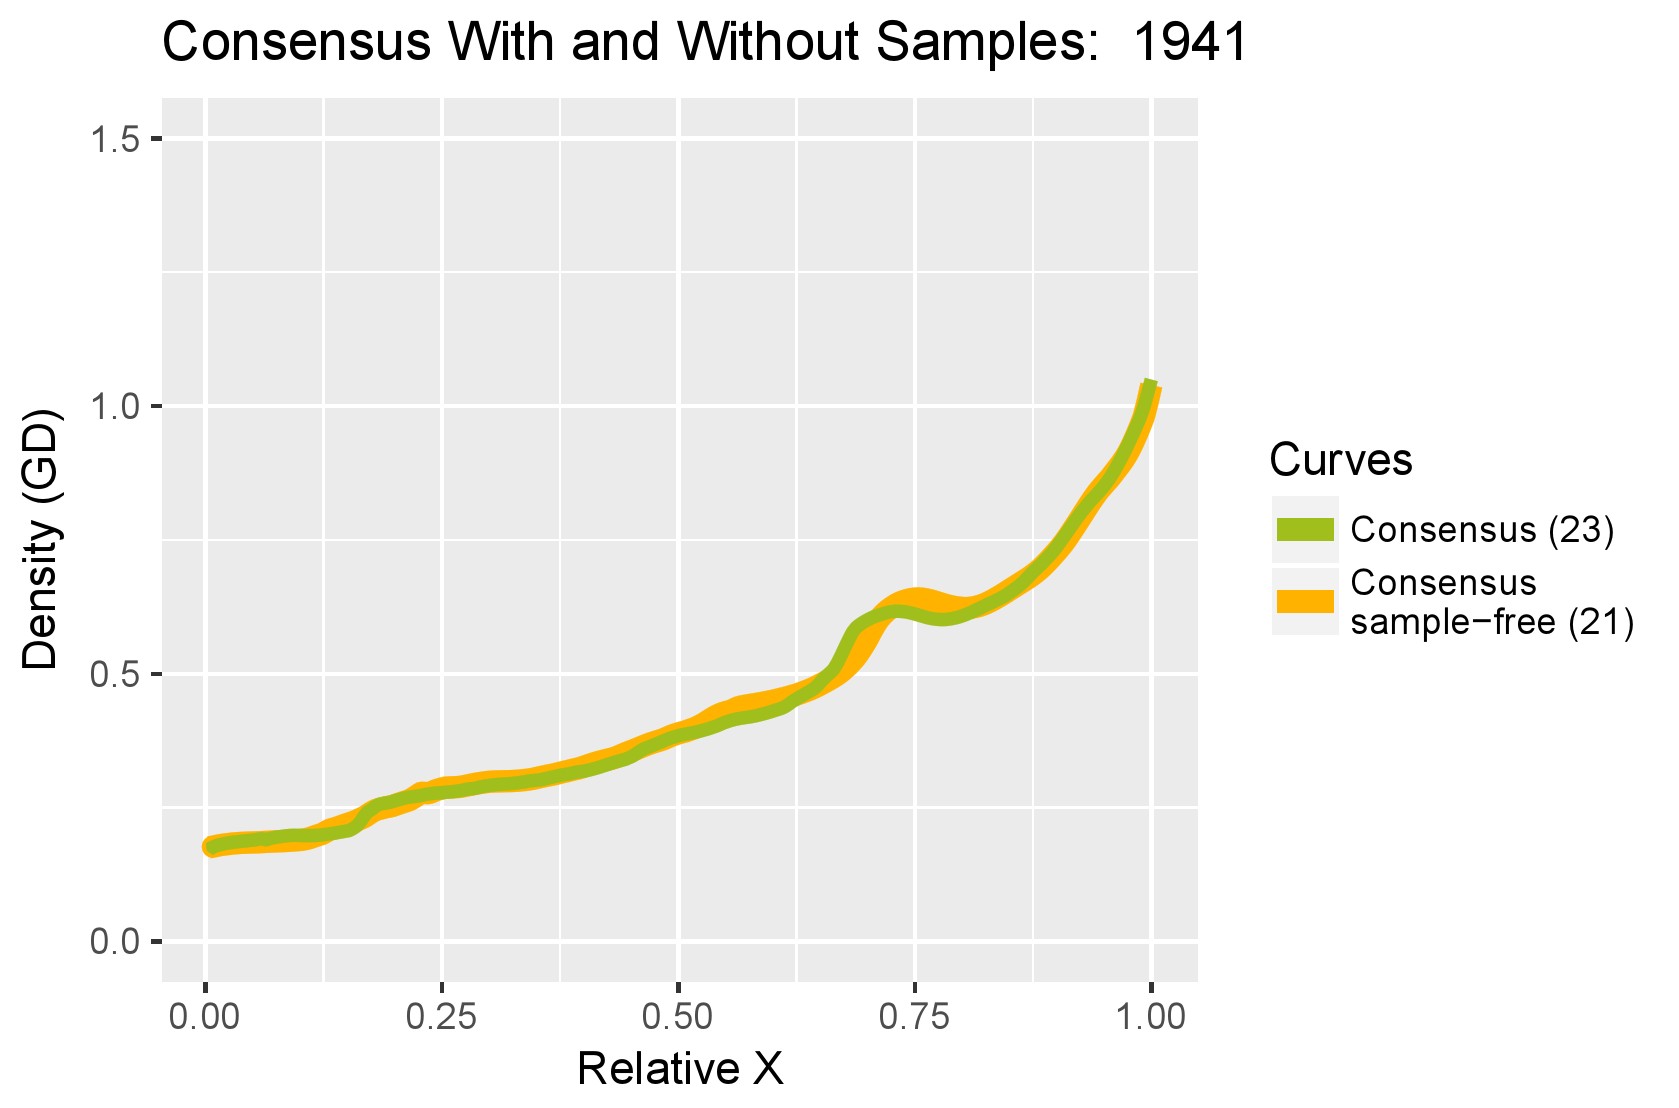 Consensus With and Without Samples:  1941
1.5
1.0
0.5
0.0
Density (GD)
0.00 0.25 0.50 0.75 1.00
Relative X
Curves
Consensus (23)
Consensus
sample−free (21)